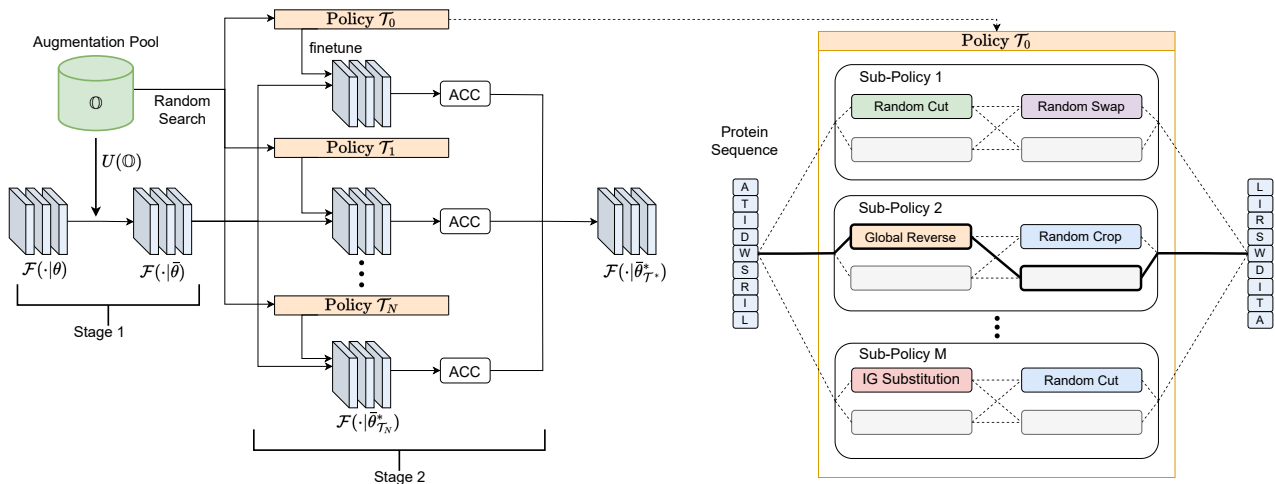 Augmentation Pool
𝕆
Random
Search
U(𝕆)
F(·|θ)
F(·|θ̄)
Stage 1
Policy T₀
finetune
ACC
Policy T₁
ACC
Policy T_N
ACC
F(·|θ̄*_{T_N})
Stage 2
F(·|θ̄*_{T*})
Protein
Sequence
A
T
I
D
W
S
R
I
L
Policy T₀
Sub-Policy 1
Random Cut
Random Swap
Sub-Policy 2
Global Reverse
Random Crop
Sub-Policy M
IG Substitution
Random Cut
L
I
R
S
W
D
I
T
A